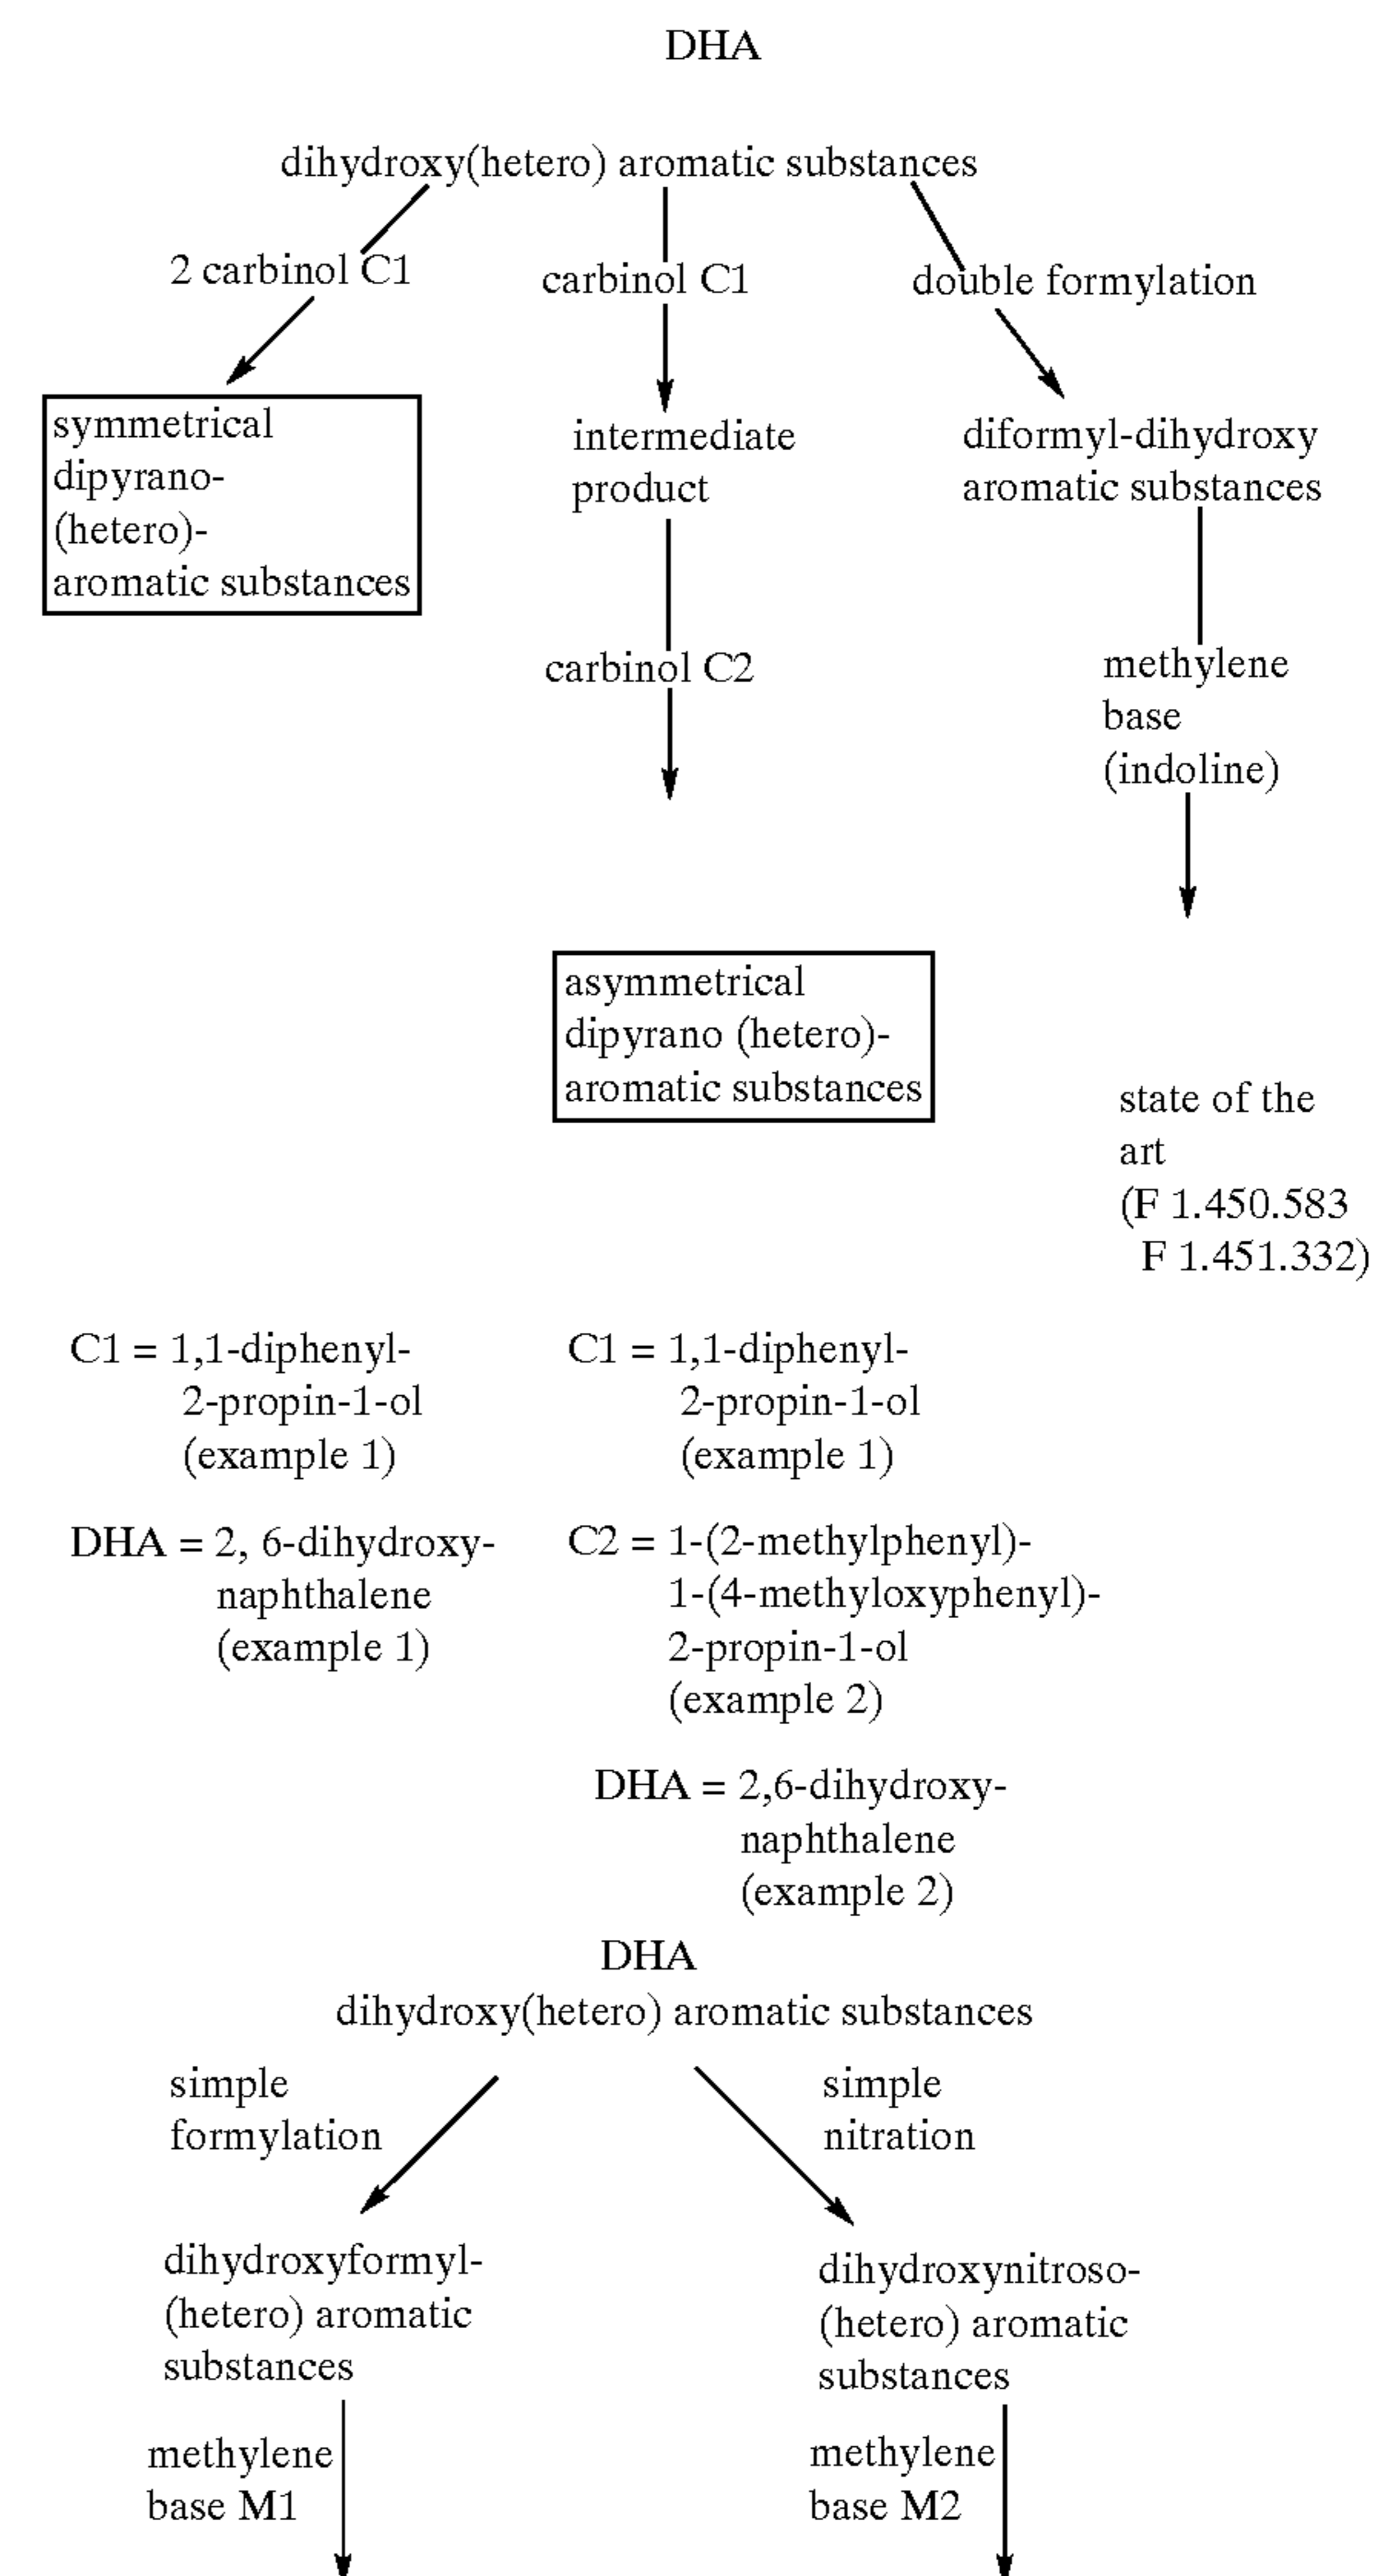 DHA
dihydroxy(hetero) aromatic substances
2 carbinol C1
carbinol C1
double formylation
symmetrical
dipyrano-
(hetero)-
aromatic substances
intermediate
product
diformyl-dihydroxy
aromatic substances
carbinol C2
methylene
base
(indoline)
asymmetrical
dipyrano (hetero)-
aromatic substances
state of the
art
(F 1.450.583
F 1.451.332)
C1 = 1,1-diphenyl-
2-propin-1-ol
(example 1)
DHA = 2, 6-dihydroxy-
naphthalene
(example 1)
C1 = 1,1-diphenyl-
2-propin-1-ol
(example 1)
C2 = 1-(2-methylphenyl)-
1-(4-methyloxyphenyl)-
2-propin-1-ol
(example 2)
DHA = 2,6-dihydroxy-
naphthalene
(example 2)
DHA
dihydroxy(hetero) aromatic substances
simple
formylation
simple
nitration
dihydroxyformyl-
(hetero) aromatic
substances
dihydroxynitroso-
(hetero) aromatic
substances
methylene
base M1
methylene
base M2